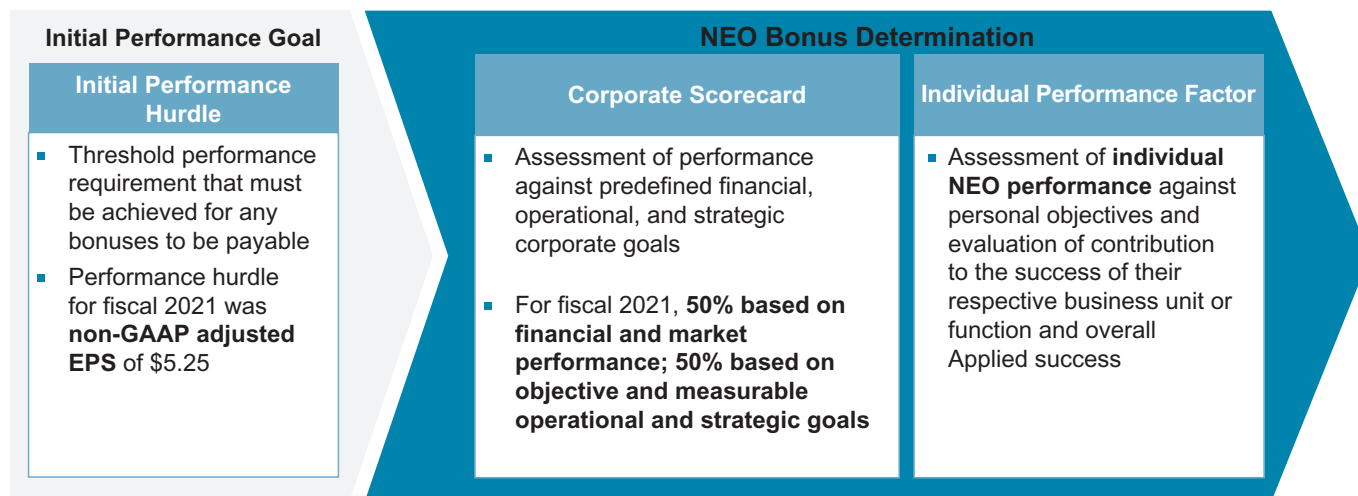 Initial Performance Goal
Initial Performance
Hurdle
▪ Threshold performance
requirement that must
be achieved for any
bonuses to be payable
▪ Performance hurdle
for fiscal 2021 was
non-GAAP adjusted
EPS of $5.25
NEO Bonus Determination
Corporate Scorecard
▪ Assessment of performance
against predefined financial,
operational, and strategic
corporate goals
▪ For fiscal 2021, 50% based on
financial and market
performance; 50% based on
objective and measurable
operational and strategic goals
Individual Performance Factor
▪ Assessment of individual
NEO performance against
personal objectives and
evaluation of contribution
to the success of their
respective business unit or
function and overall
Applied success